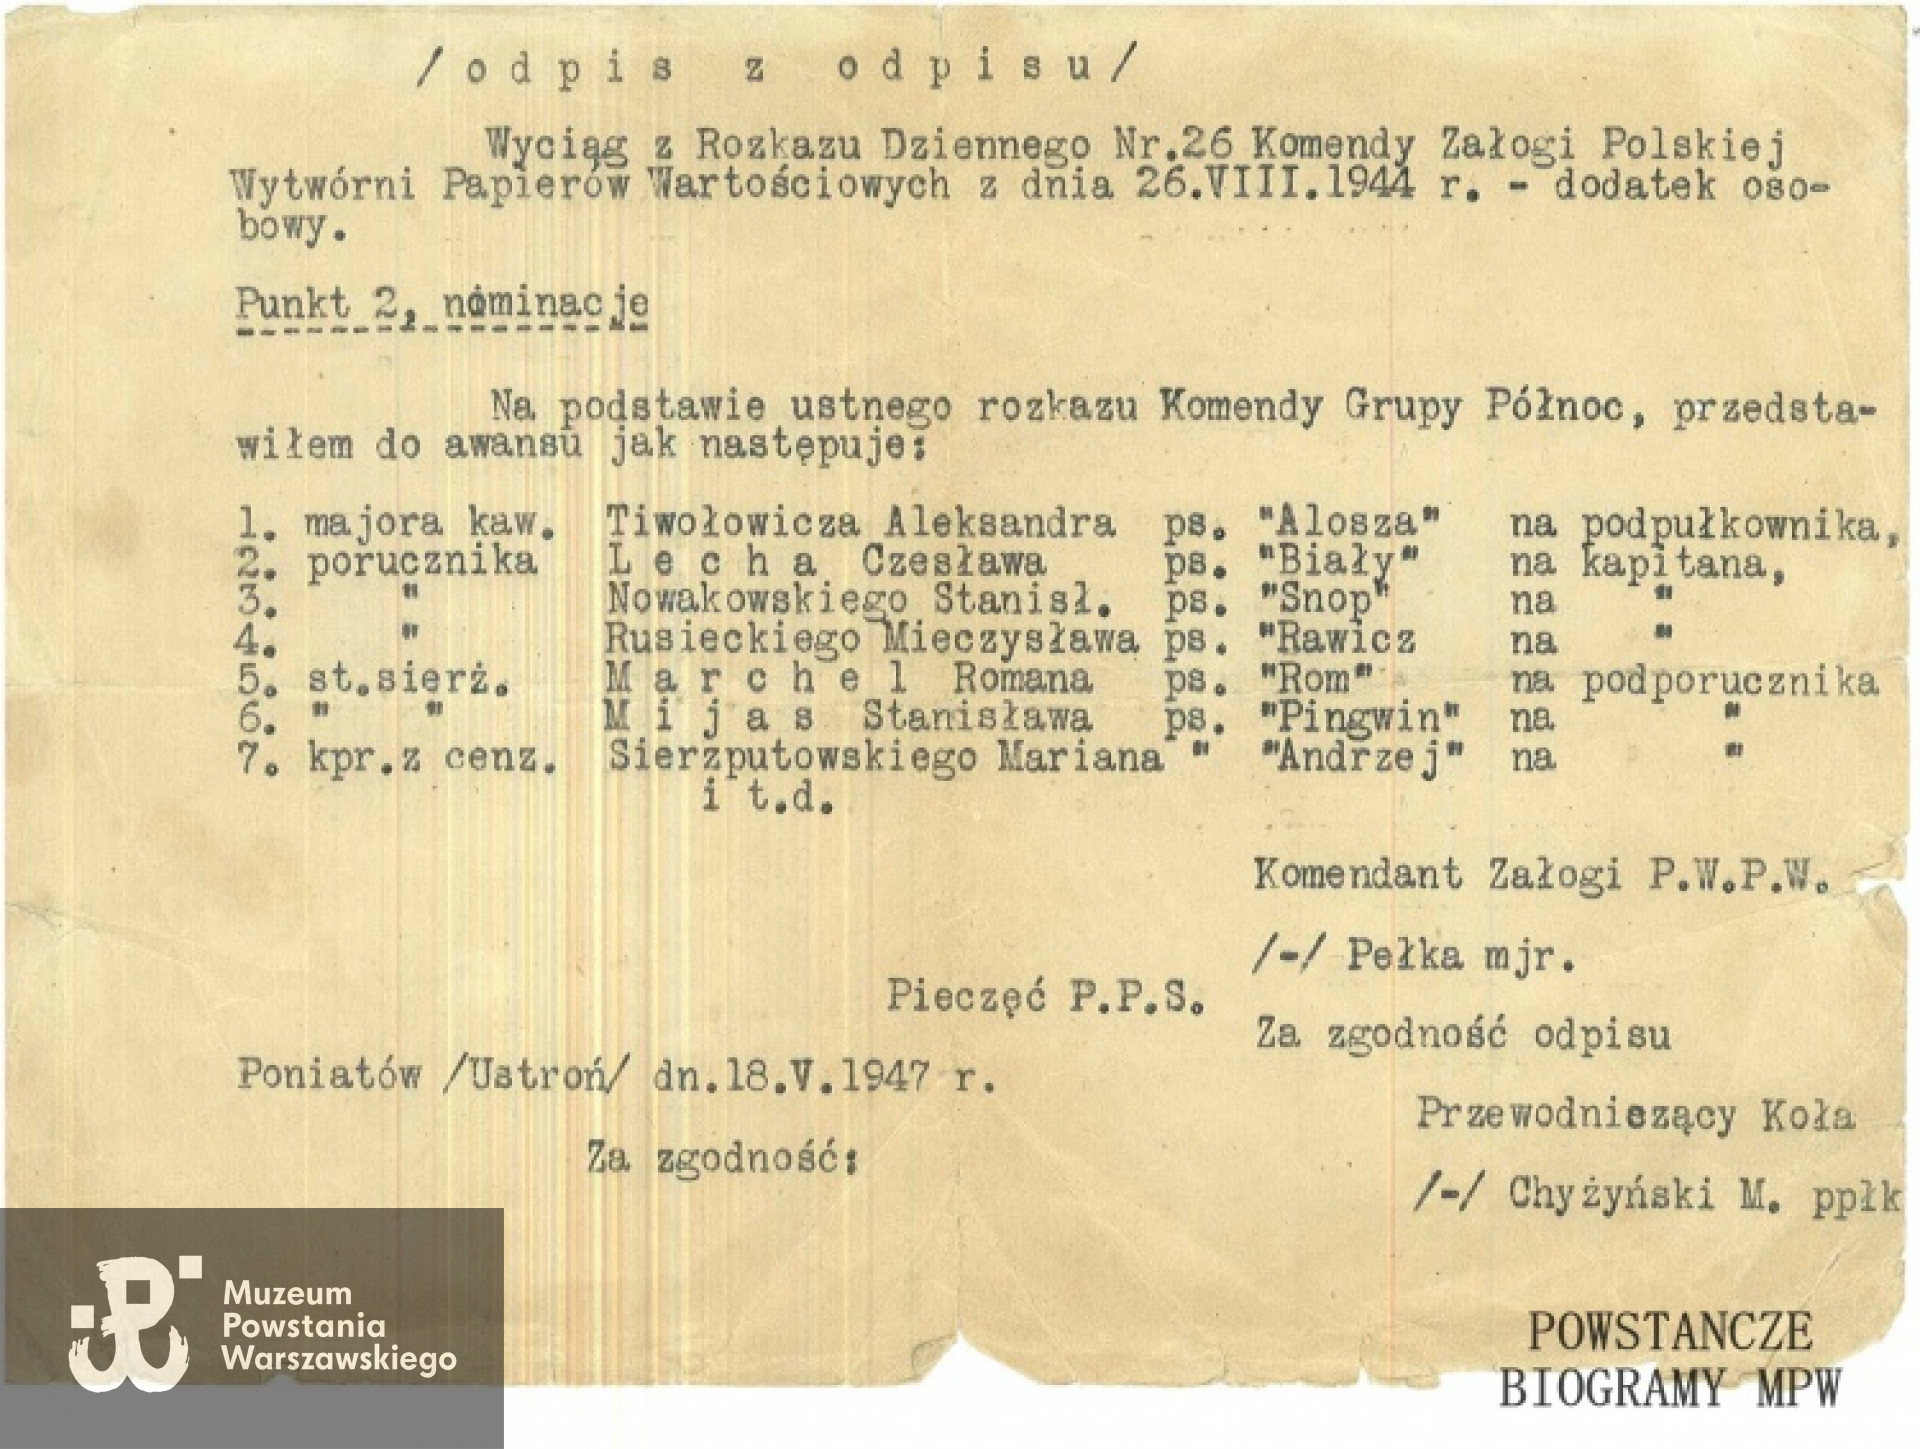 /o d p i s   z   o d p i s u/
Wyciąg z Rozkazu Dziennego Nr.26 Komendy Załogi Polskiej
Wytwórni Papierów Wartościowych z dnia 26.VIII.1944 r. - dodatek oso-
bowy.
Punkt 2, nominacje
Na podstawie ustnego rozkazu Komendy Grupy Północ, przedsta-
wiłem do awansu jak następuje:
1. majora kaw. Tiwołowicza Aleksandra ps. "Alosza" na podpułkownika,
2. porucznika L e c h a Czesława ps. "Biały" na kapitana,
3. " Nowakowskiego Stanisł. ps. "Snop" na "
4. " Rusieckiego Mieczysława ps. "Rawicz na "
5. st.sierż. M a r c h e l Romana ps. "Rom" na podporucznika
6. " " M i j a s Stanisława ps. "Pingwin" na "
7. kpr.z cenz. Sierzputowskiego Mariana " "Andrzej" na "
i t.d.
Komendant Załogi P.W.P.W.
/-/ Pełka mjr.
Pieczęć P.P.S.
Za zgodność odpisu
Poniatów /Ustroń/ dn.18.V.1947 r.
Przewodniczący Koła
Za zgodność:
/-/ Chyżyński M. ppłk
Muzeum
Powstania
Warszawskiego
POWSTANCZE
BIOGRAMY MPW